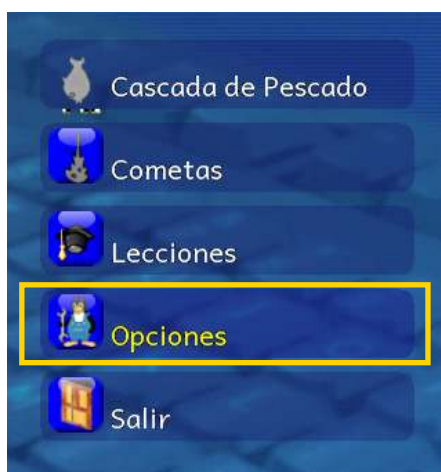 Cascada de Pescado
Cometas
Lecciones
Opciones
Salir